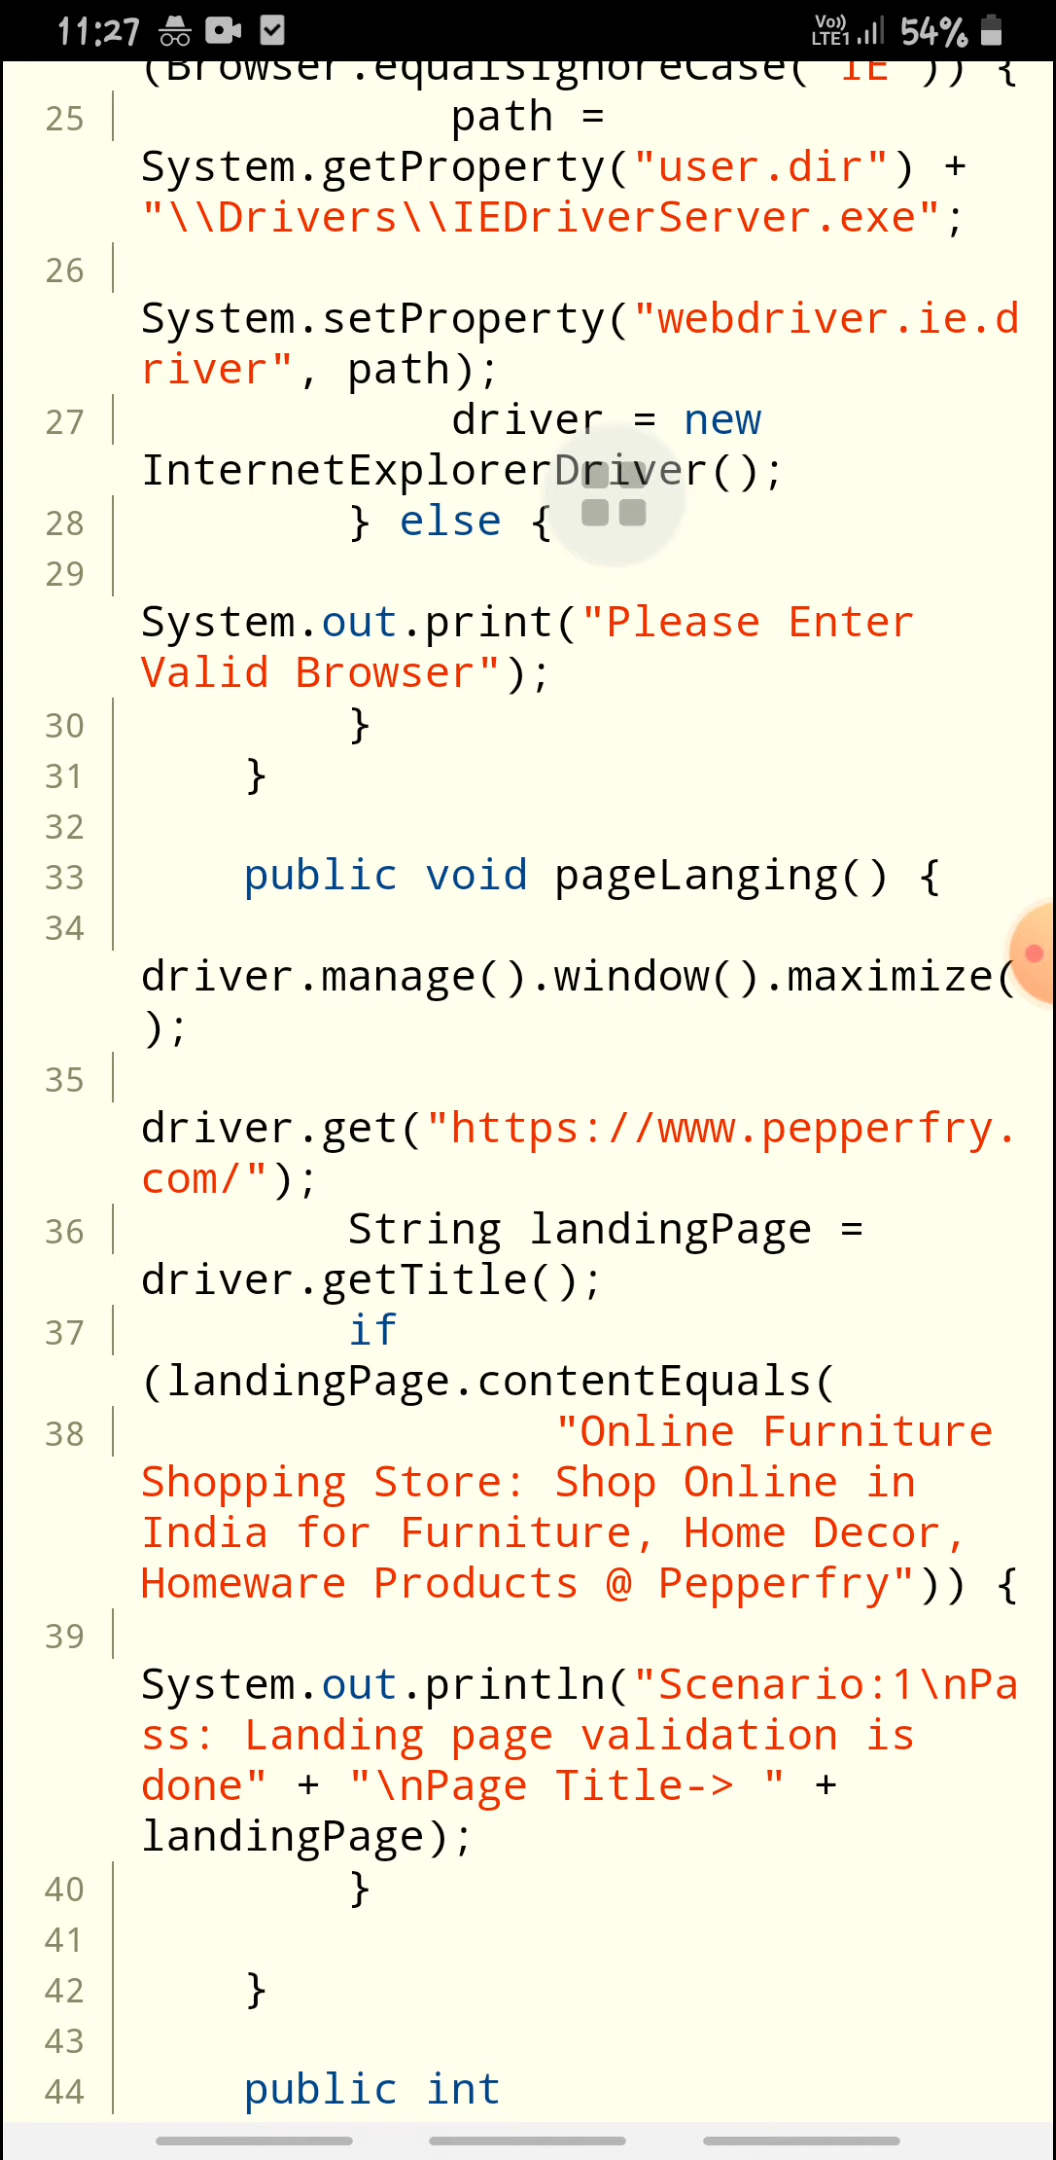 11:27
Vo)) LTE1 54%
(Browser.equalsIgnoreCase("IE")) {
25 path =
System.getProperty("user.dir") +
"\\Drivers\\IEDriverServer.exe";
26
System.setProperty("webdriver.ie.d
river", path);
27 driver = new
InternetExplorerDriver();
28 } else {
29
System.out.print("Please Enter
Valid Browser");
30 }
31 }
32
33 public void pageLanging() {
34
driver.manage().window().maximize(
);
35
driver.get("https://www.pepperfry.
com/");
36 String landingPage =
driver.getTitle();
37 if
(landingPage.contentEquals(
38 "Online Furniture
Shopping Store: Shop Online in
India for Furniture, Home Decor,
Homeware Products @ Pepperfry")) {
39
System.out.println("Scenario:1\nPa
ss: Landing page validation is
done" + "\nPage Title-> " +
landingPage);
40 }
41
42 }
43
44 public int